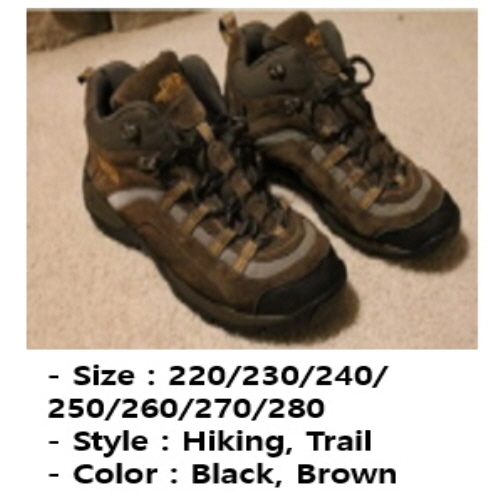 - Size : 220/230/240/
250/260/270/280
- Style : Hiking, Trail
- Color : Black, Brown